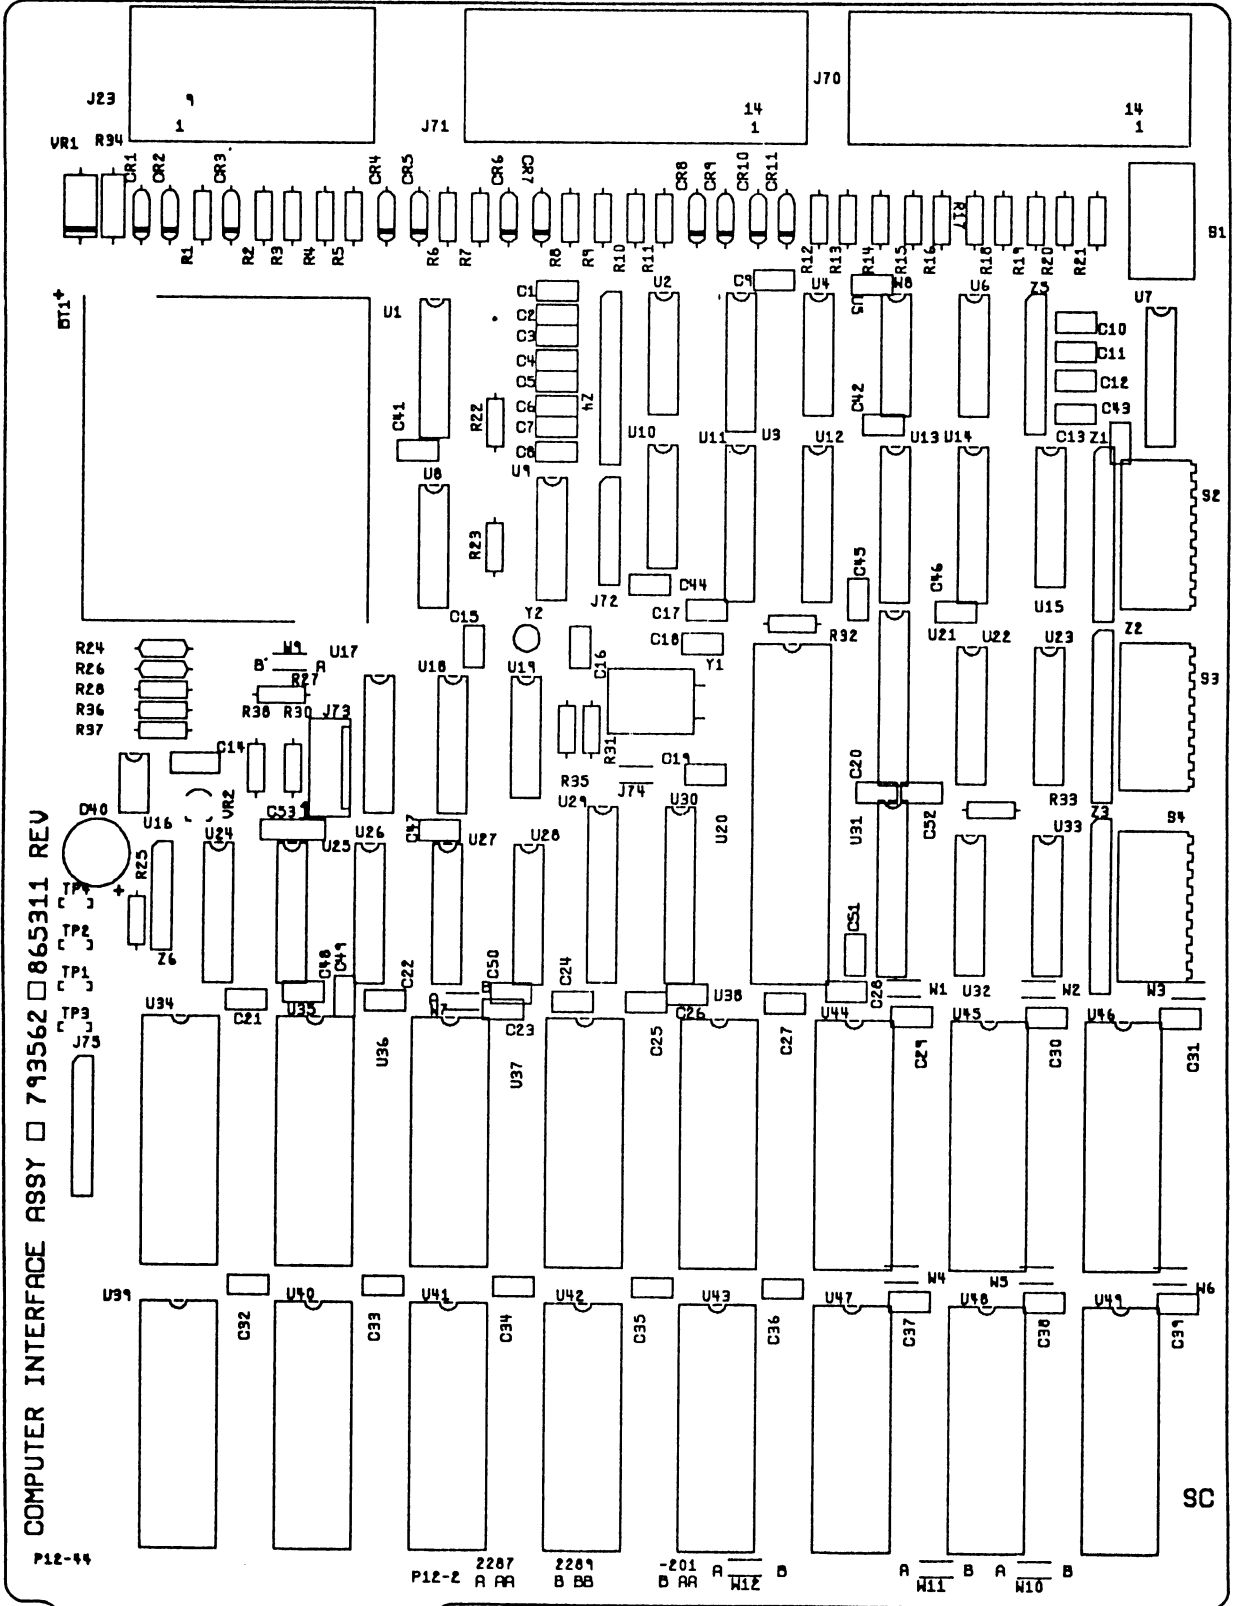 J23
9
1
J71
14
1
J70
14
1
VR1
R34
CR1
CR2
CR3
CR4
CR5
CR6
CR7
CR8
CR9
CR10
CR11
R1
R2
R3
R4
R5
R6
R7
R8
R9
R10
R11
R12
R13
R14
R15
R16
R17
R18
R19
R20
R21
S1
BT1+
U1
C1
C2
C3
C4
C5
C6
C7
C8
Z4
U2
C9
U4
U5
W8
U6
Z5
U7
C10
C11
C12
C43
C13
Z1
C41
R22
C42
U10
U11
U3
U12
U13
U14
U8
U9
S2
R23
J72
C44
C45
C46
U15
C15
Y2
C16
C17
C18
Y1
R32
U21
U22
U23
Z2
S3
R24
R26
R28
R36
R37
W9
B
A
R27
U17
R38
R30
J73
U18
U19
C14
R35
R31
J74
C19
C20
C52
R33
Z3
S4
C40
+
U16
VR2
C53
U24
U25
U26
C47
U27
U28
U29
U30
U20
U31
U33
R25
TP4
TP2
TP1
TP3
J75
Z6
C48
C49
C22
A
B
W7
C50
C23
C24
C51
C28
W1
U32
W2
W3
U34
C21
U35
U36
U37
C25
C26
U38
C27
U44
C29
U45
C30
U46
C31
U39
C32
U40
C33
U41
C34
U42
C35
U43
C36
U47
C37
W4
U48
W5
C38
U49
W6
C39
COMPUTER INTERFACE ASSY □ 793562 □ 865311 REV
SC
P12-44
P12-2
2287
A AA
2289
B BB
-201
B AA
A
W12
B
A
W11
B
A
W10
B